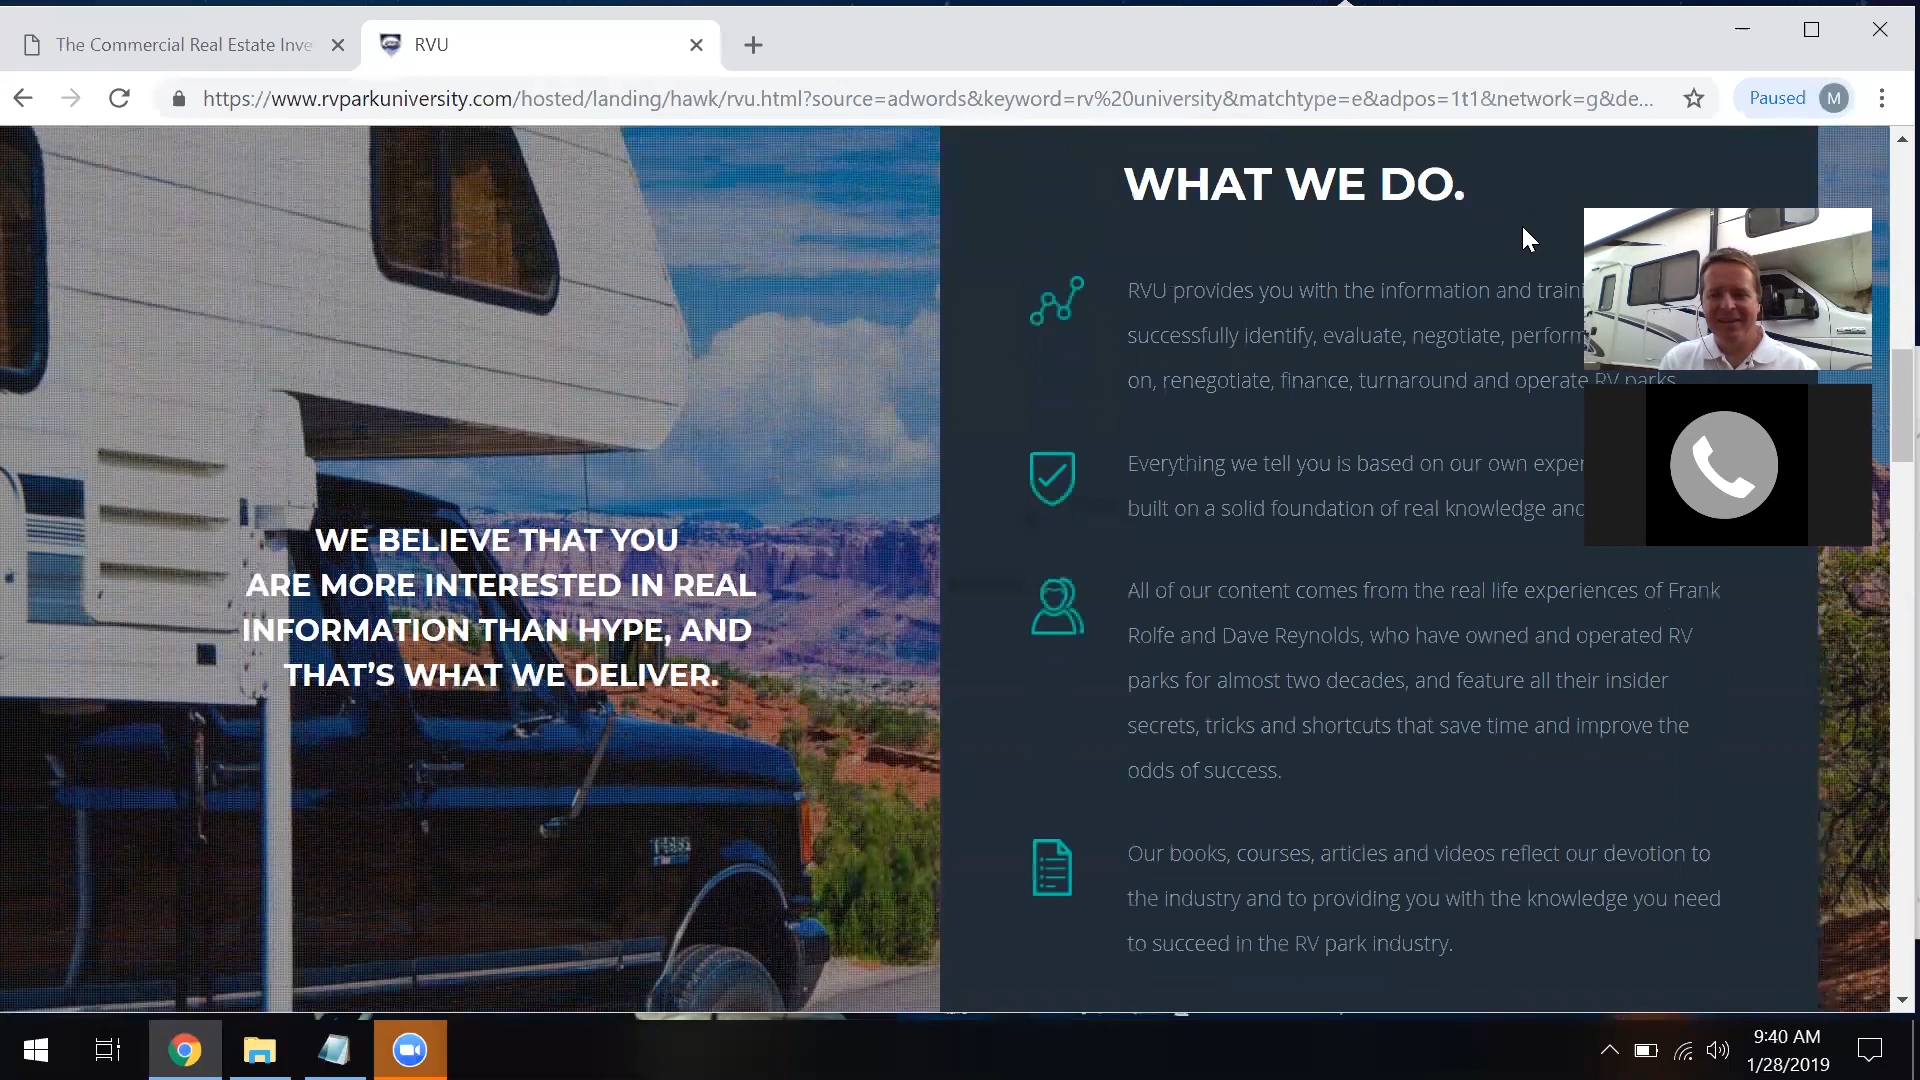 The Commercial Real Estate Inve
RVU
https://www.rvparkuniversity.com/hosted/landing/hawk/rvu.html?source=adwords&keyword=rv%20university&matchtype=e&adpos=1t1&network=g&de...
Paused
M
WE BELIEVE THAT YOU
ARE MORE INTERESTED IN REAL
INFORMATION THAN HYPE, AND
THAT’S WHAT WE DELIVER.
WHAT WE DO.
RVU provides you with the information and train
successfully identify, evaluate, negotiate, perform
on, renegotiate, finance, turnaround and operate RV parks.
Everything we tell you is based on our own exper
built on a solid foundation of real knowledge and
All of our content comes from the real life experiences of Frank
Rolfe and Dave Reynolds, who have owned and operated RV
parks for almost two decades, and feature all their insider
secrets, tricks and shortcuts that save time and improve the
odds of success.
Our books, courses, articles and videos reflect our devotion to
the industry and to providing you with the knowledge you need
to succeed in the RV park industry.
9:40 AM
1/28/2019